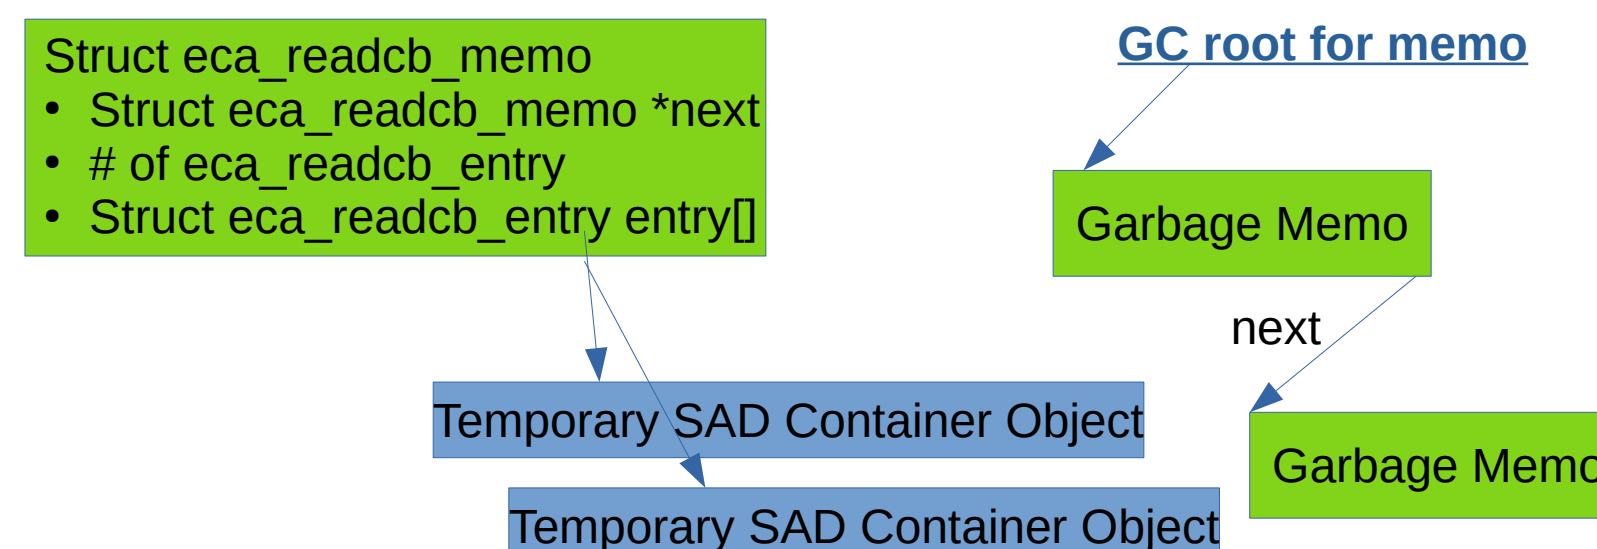 Struct eca_readcb_memo
• Struct eca_readcb_memo *next
• # of eca_readcb_entry
• Struct eca_readcb_entry entry[]
GC root for memo
Garbage Memo
next
Temporary SAD Container Object
Garbage Memo
Temporary SAD Container Object